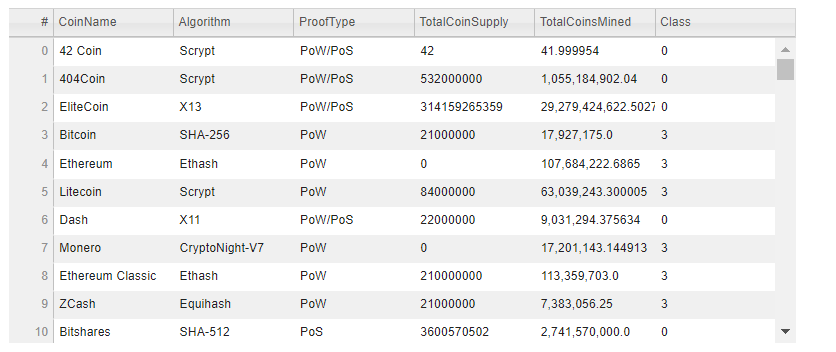 # CoinName Algorithm ProofType TotalCoinSupply TotalCoinsMined Class
0 42 Coin Scrypt PoW/PoS 42 41.999954 0
1 404Coin Scrypt PoW/PoS 532000000 1,055,184,902.04 0
2 EliteCoin X13 PoW/PoS 314159265359 29,279,424,622.5027 0
3 Bitcoin SHA-256 PoW 21000000 17,927,175.0 3
4 Ethereum Ethash PoW 0 107,684,222.6865 3
5 Litecoin Scrypt PoW 84000000 63,039,243.300005 3
6 Dash X11 PoW/PoS 22000000 9,031,294.375634 0
7 Monero CryptoNight-V7 PoW 0 17,201,143.144913 3
8 Ethereum Classic Ethash PoW 210000000 113,359,703.0 3
9 ZCash Equihash PoW 21000000 7,383,056.25 3
10 Bitshares SHA-512 PoS 3600570502 2,741,570,000.0 0